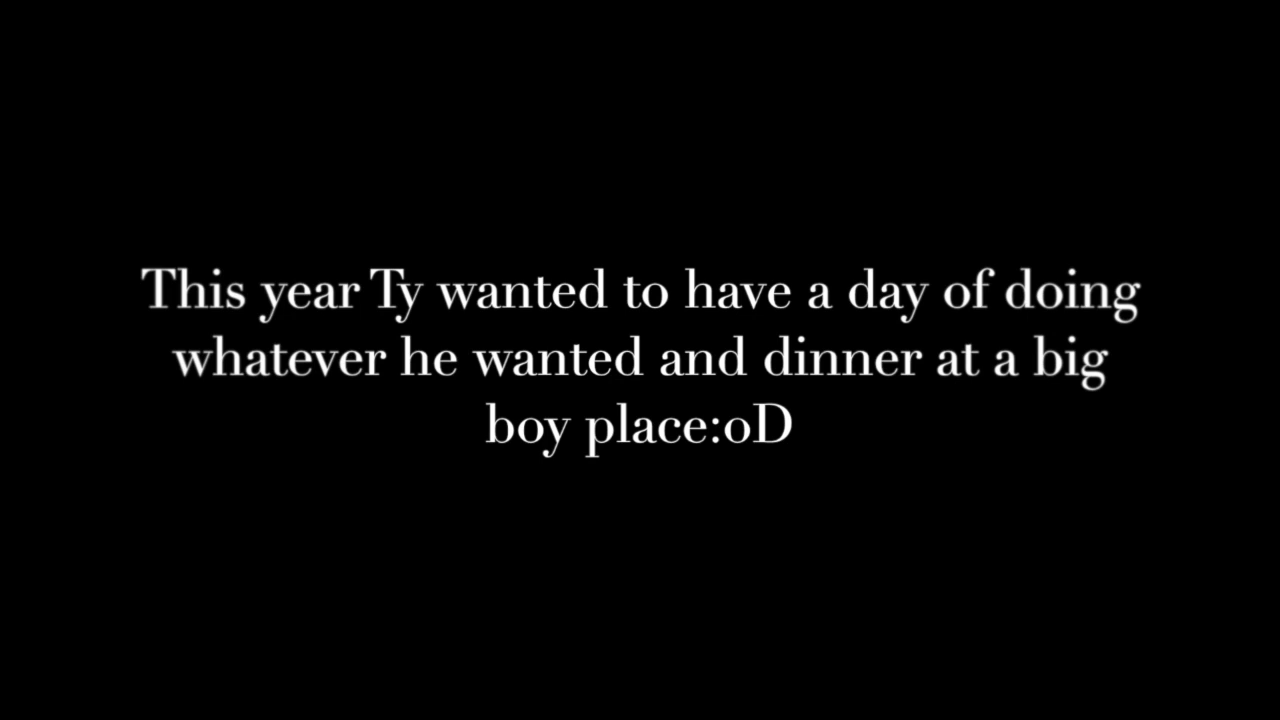 This year Ty wanted to have a day of doing
whatever he wanted and dinner at a big
boy place:oD